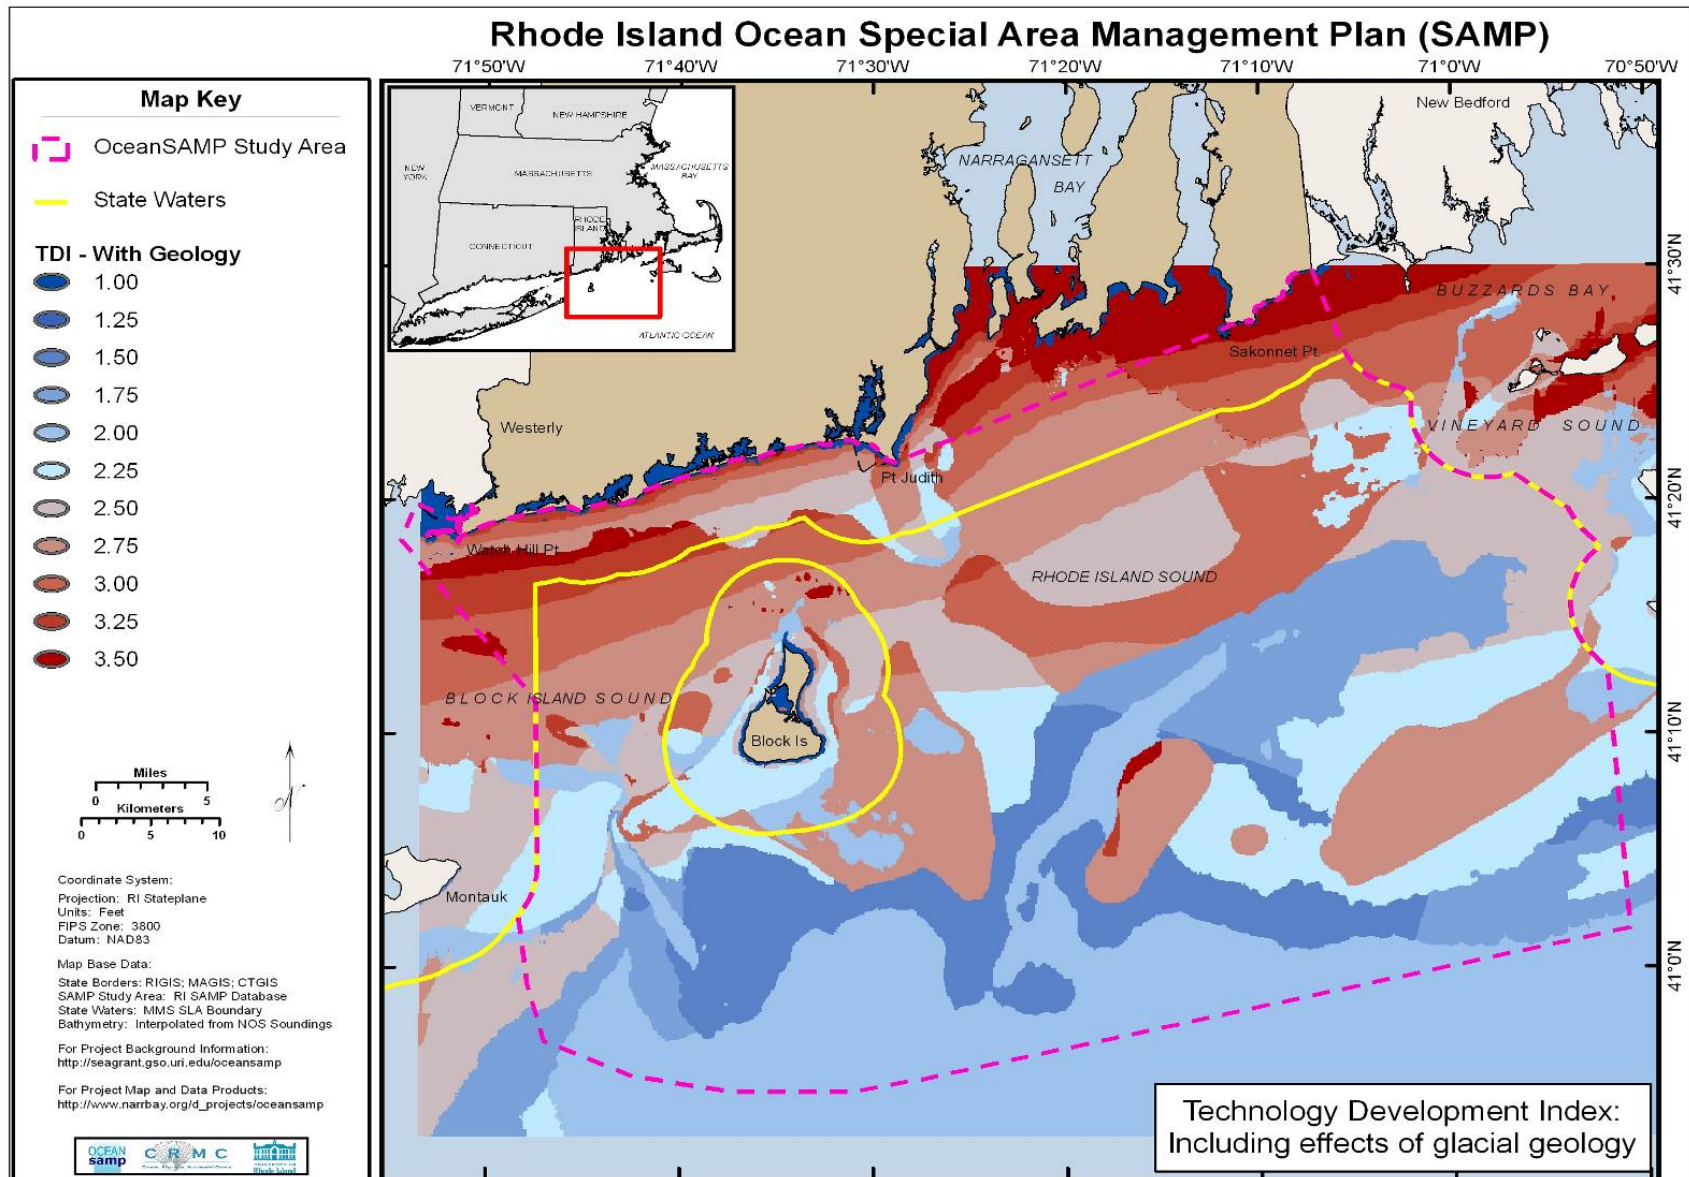 Rhode Island Ocean Special Area Management Plan (SAMP)
71°50'W 71°40'W 71°30'W 71°20'W 71°10'W 71°0'W 70°50'W
Map Key
OceanSAMP Study Area
State Waters
TDI - With Geology
1.00
1.25
1.50
1.75
2.00
2.25
2.50
2.75
3.00
3.25
3.50
Miles
0 5
Kilometers
0 5 10
N
Coordinate System:
Projection: RI Stateplane
Units: Feet
FIPS Zone: 3800
Datum: NAD83
Map Base Data:
State Borders: RIGIS; MAGIS; CTGIS
SAMP Study Area: RI SAMP Database
State Waters: MMS SLA Boundary
Bathymetry: Interpolated from NOS Soundings
For Project Background Information:
http://seagrant.gso.uri.edu/oceansamp
For Project Map and Data Products:
http://www.narrbay.org/d_projects/oceansamp
OCEAN
samp
CRMC
Rhode Island
VERMONT
NEW HAMPSHIRE
NEW
YORK
MASSACHUSETTS
MASSACHUSETTS
BAY
RHODE
ISLAND
CONNECTICUT
ATLANTIC OCEAN
New Bedford
NARRAGANSETT
BAY
BUZZARDS BAY
Sakonnet Pt.
VINEYARD SOUND
Westerly
Pt Judith
Watch Hill Pt
RHODE ISLAND SOUND
BLOCK ISLAND SOUND
Block Is
Montauk
41°30'N
41°20'N
41°10'N
41°0'N
Technology Development Index:
Including effects of glacial geology